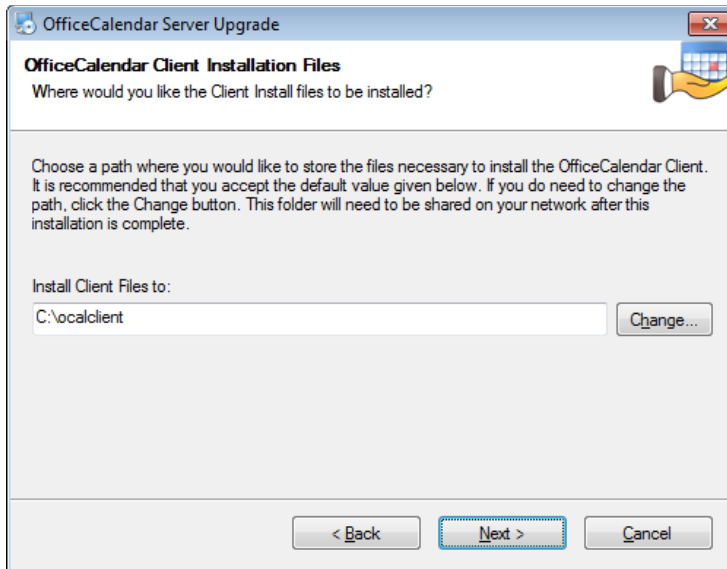 OfficeCalendar Server Upgrade
OfficeCalendar Client Installation Files
Where would you like the Client Install files to be installed?
Choose a path where you would like to store the files necessary to install the OfficeCalendar Client.
It is recommended that you accept the default value given below. If you do need to change the
path, click the Change button. This folder will need to be shared on your network after this
installation is complete.
Install Client Files to:
C:\ocalclient
Change...
< Back
Next >
Cancel